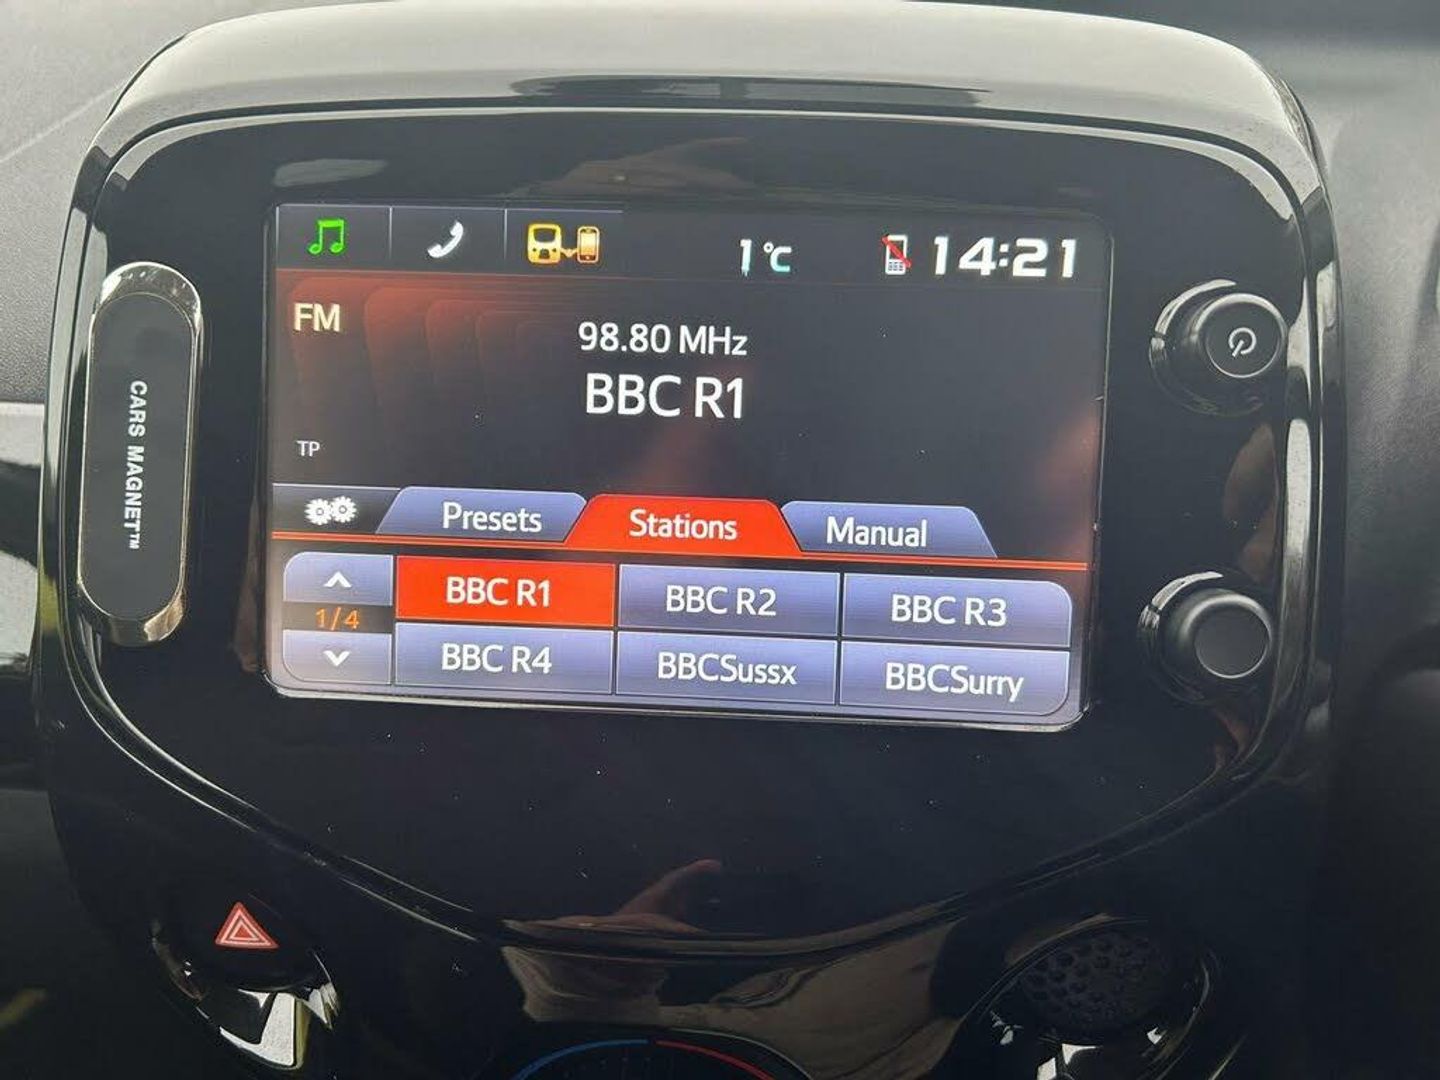 1 °C
14:21
FM
98.80 MHz
BBC R1
TP
Presets
Stations
Manual
1/4
BBC R1
BBC R2
BBC R3
BBC R4
BBCSussx
BBCSurry
CARS MAGNET™